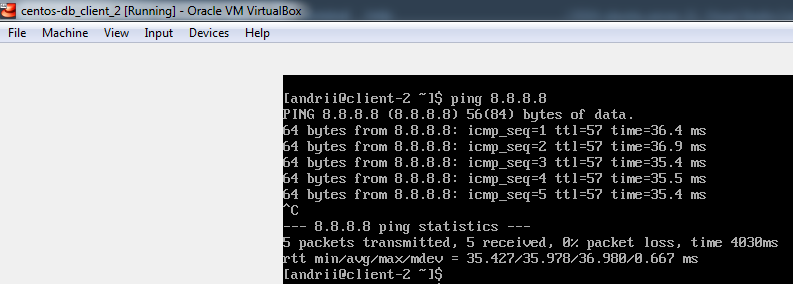 centos-db_client_2 [Running] - Oracle VM VirtualBox
File Machine View Input Devices Help
[andrii@client-2 ~]$ ping 8.8.8.8
PING 8.8.8.8 (8.8.8.8) 56(84) bytes of data.
64 bytes from 8.8.8.8: icmp_seq=1 ttl=57 time=36.4 ms
64 bytes from 8.8.8.8: icmp_seq=2 ttl=57 time=36.9 ms
64 bytes from 8.8.8.8: icmp_seq=3 ttl=57 time=35.4 ms
64 bytes from 8.8.8.8: icmp_seq=4 ttl=57 time=35.5 ms
64 bytes from 8.8.8.8: icmp_seq=5 ttl=57 time=35.4 ms
^C
--- 8.8.8.8 ping statistics ---
5 packets transmitted, 5 received, 0% packet loss, time 4030ms
rtt min/avg/max/mdev = 35.427/35.978/36.980/0.667 ms
[andrii@client-2 ~]$